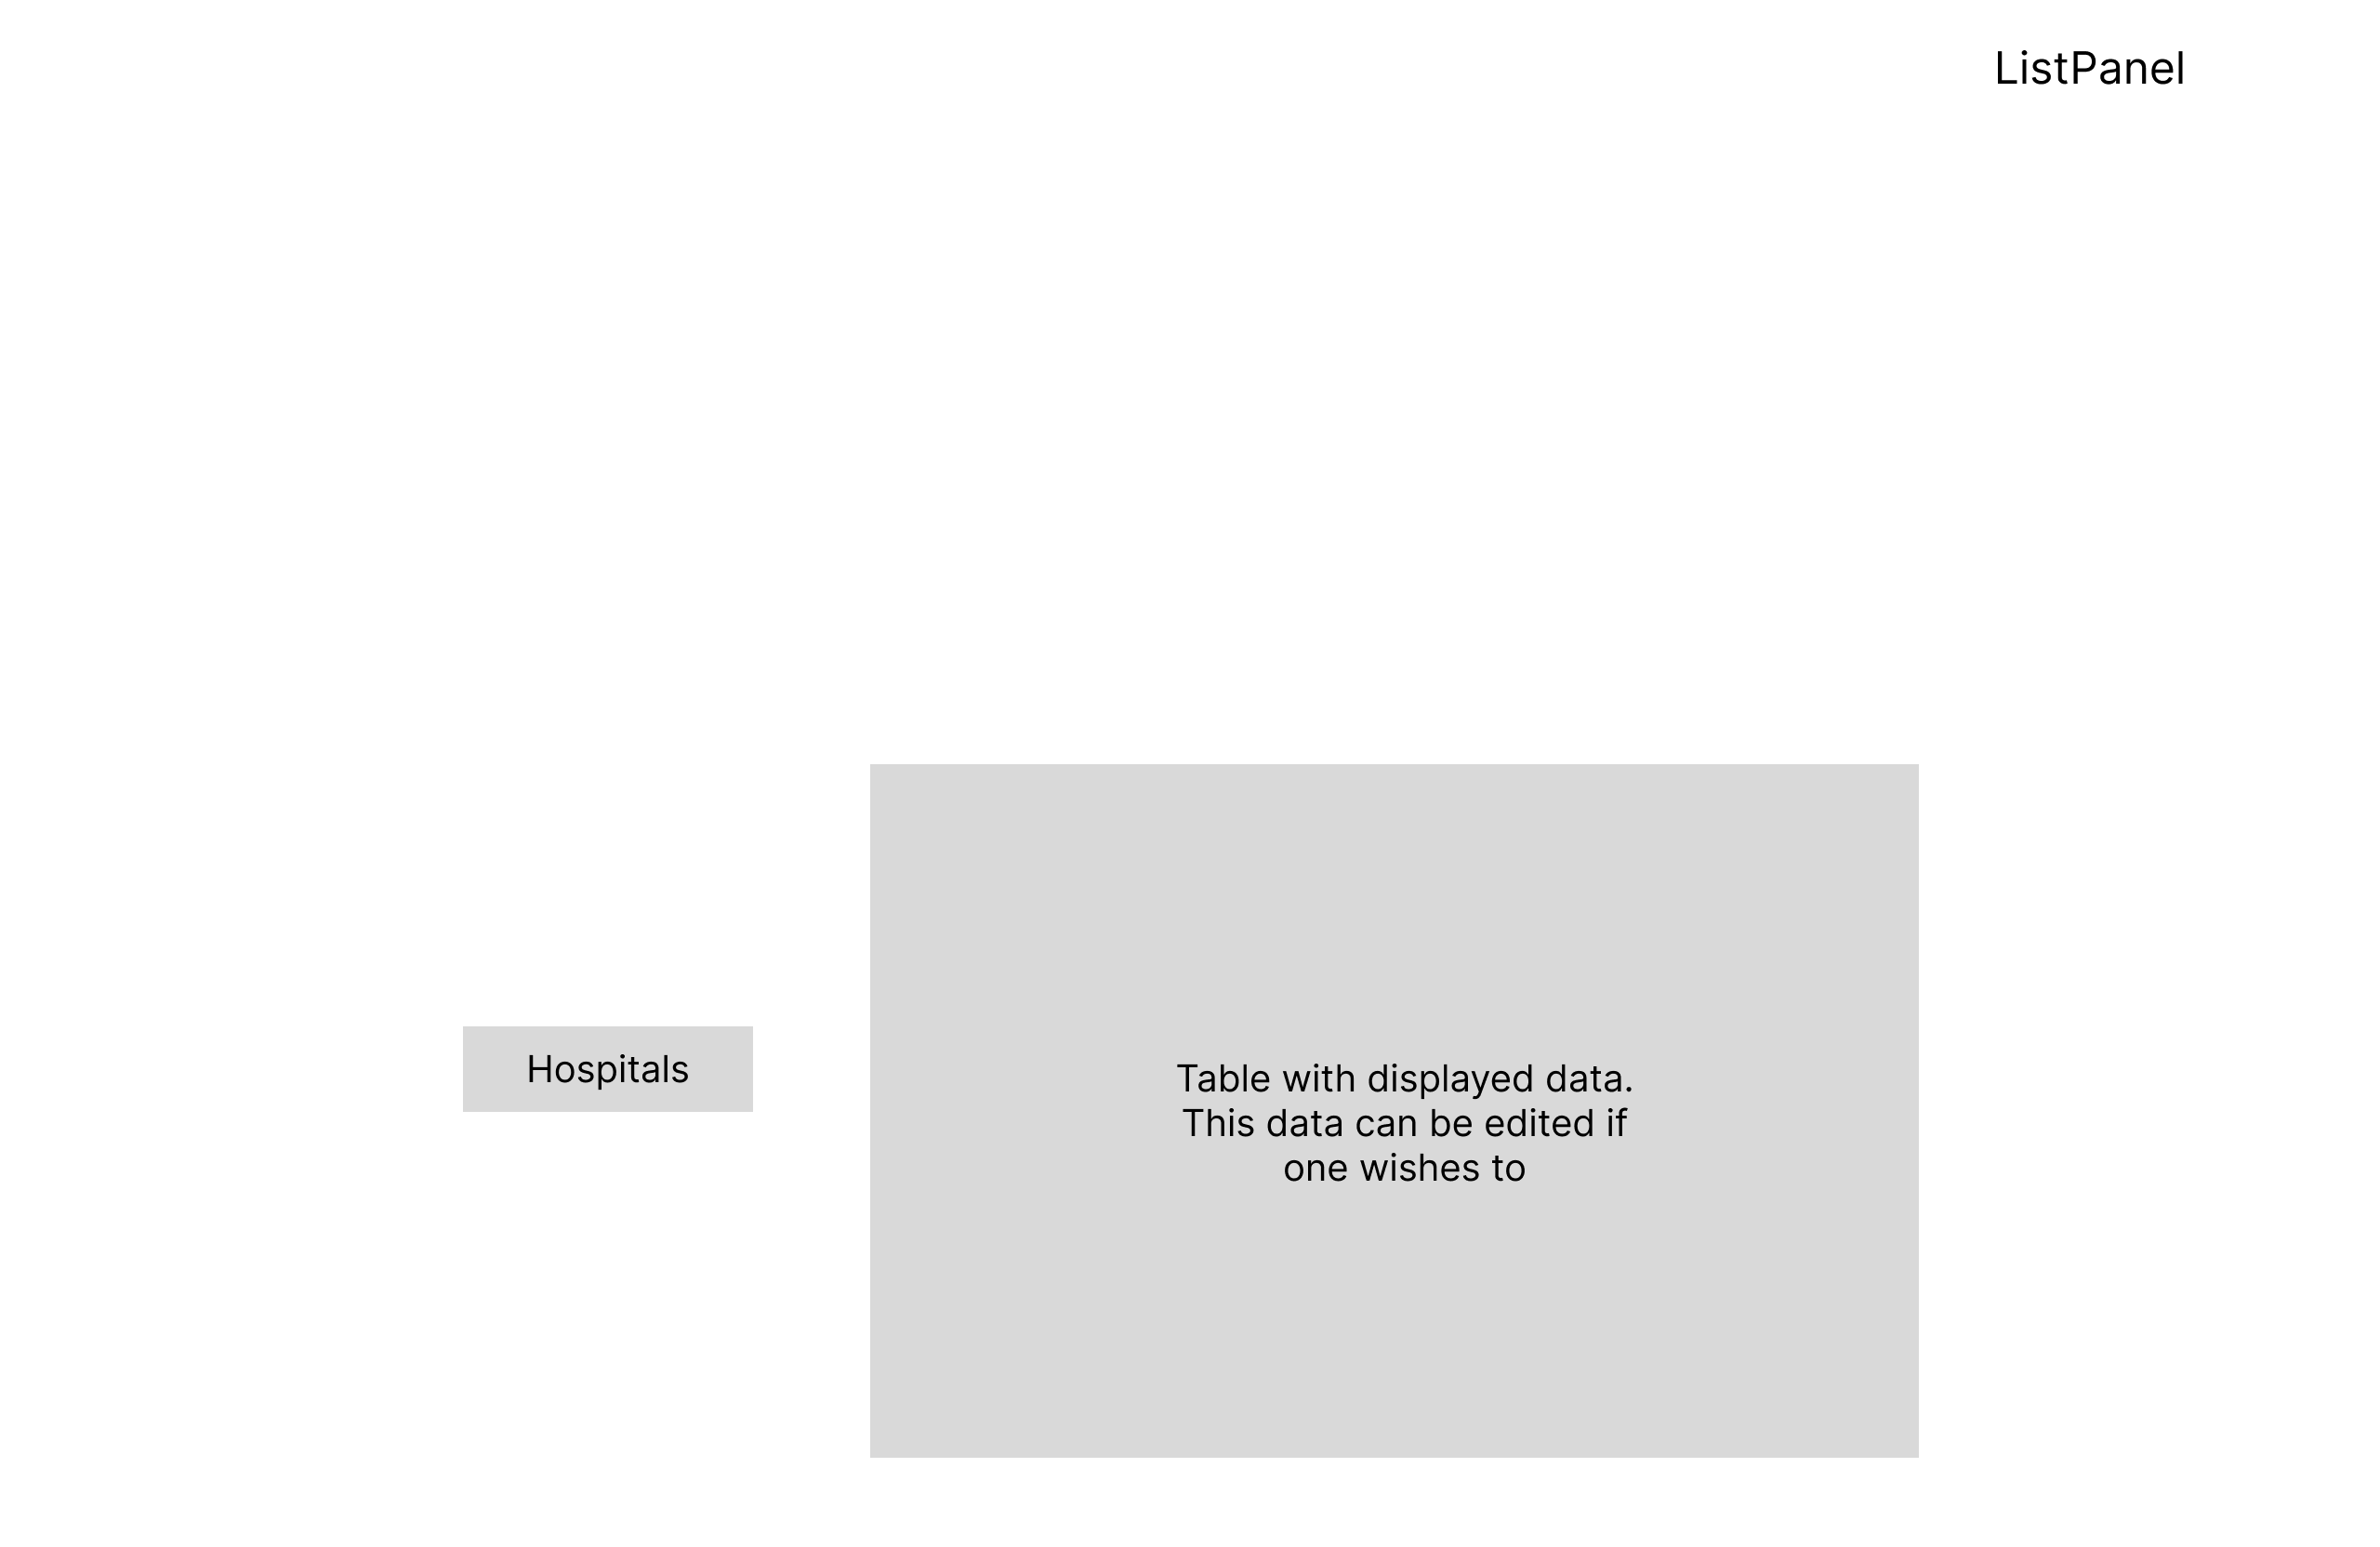 ListPanel
Hospitals
Table with displayed data.
This data can be edited if
one wishes to